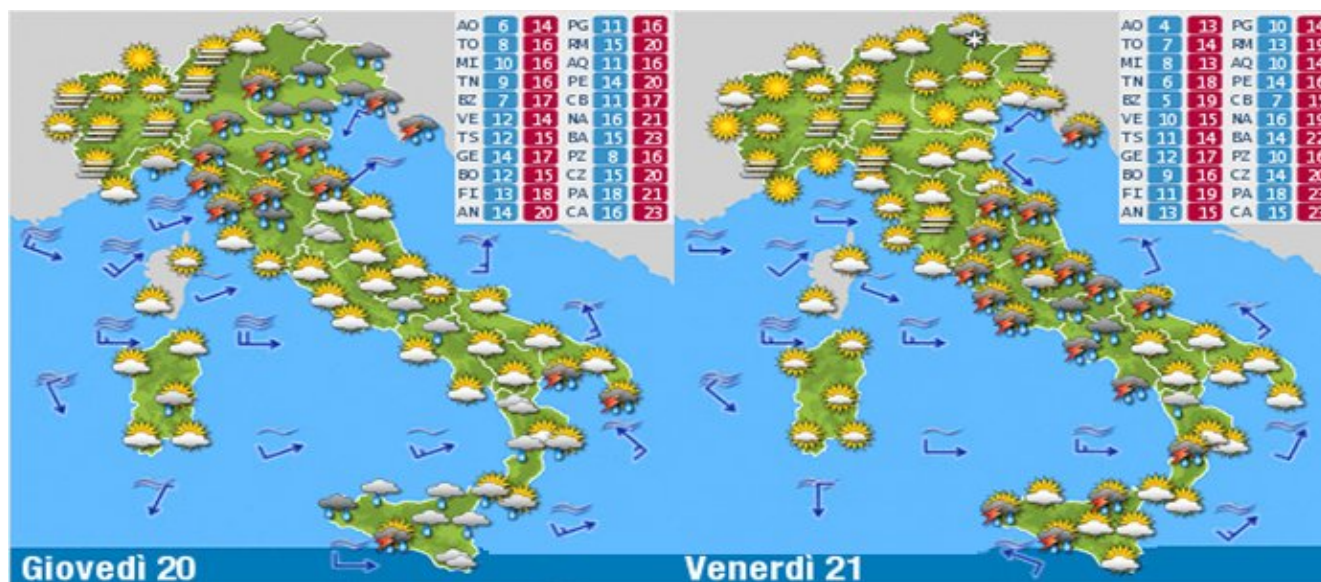 AO 6 14 PG 11 16
TO 8 16 RM 15 20
MI 10 16 AQ 11 16
TN 9 16 PE 14 20
BZ 7 17 CB 11 17
VE 12 14 NA 16 21
TS 12 15 BA 15 23
GE 14 17 PZ 8 16
BO 12 15 CZ 15 20
FI 13 18 PA 18 21
AN 14 20 CA 16 23
Giovedì 20
AO 4 13 PG 10 14
TO 7 14 RM 13 19
MI 8 13 AQ 10 14
TN 6 18 PE 14 16
BZ 5 19 CB 7
VE 10 15 NA 16 19
TS 11 14 BA 14 22
GE 12 17 PZ 10 16
BO 9 16 CZ 14 20
FI 11 19 PA 18 23
AN 13 15 CA 15 23
Venerdì 21